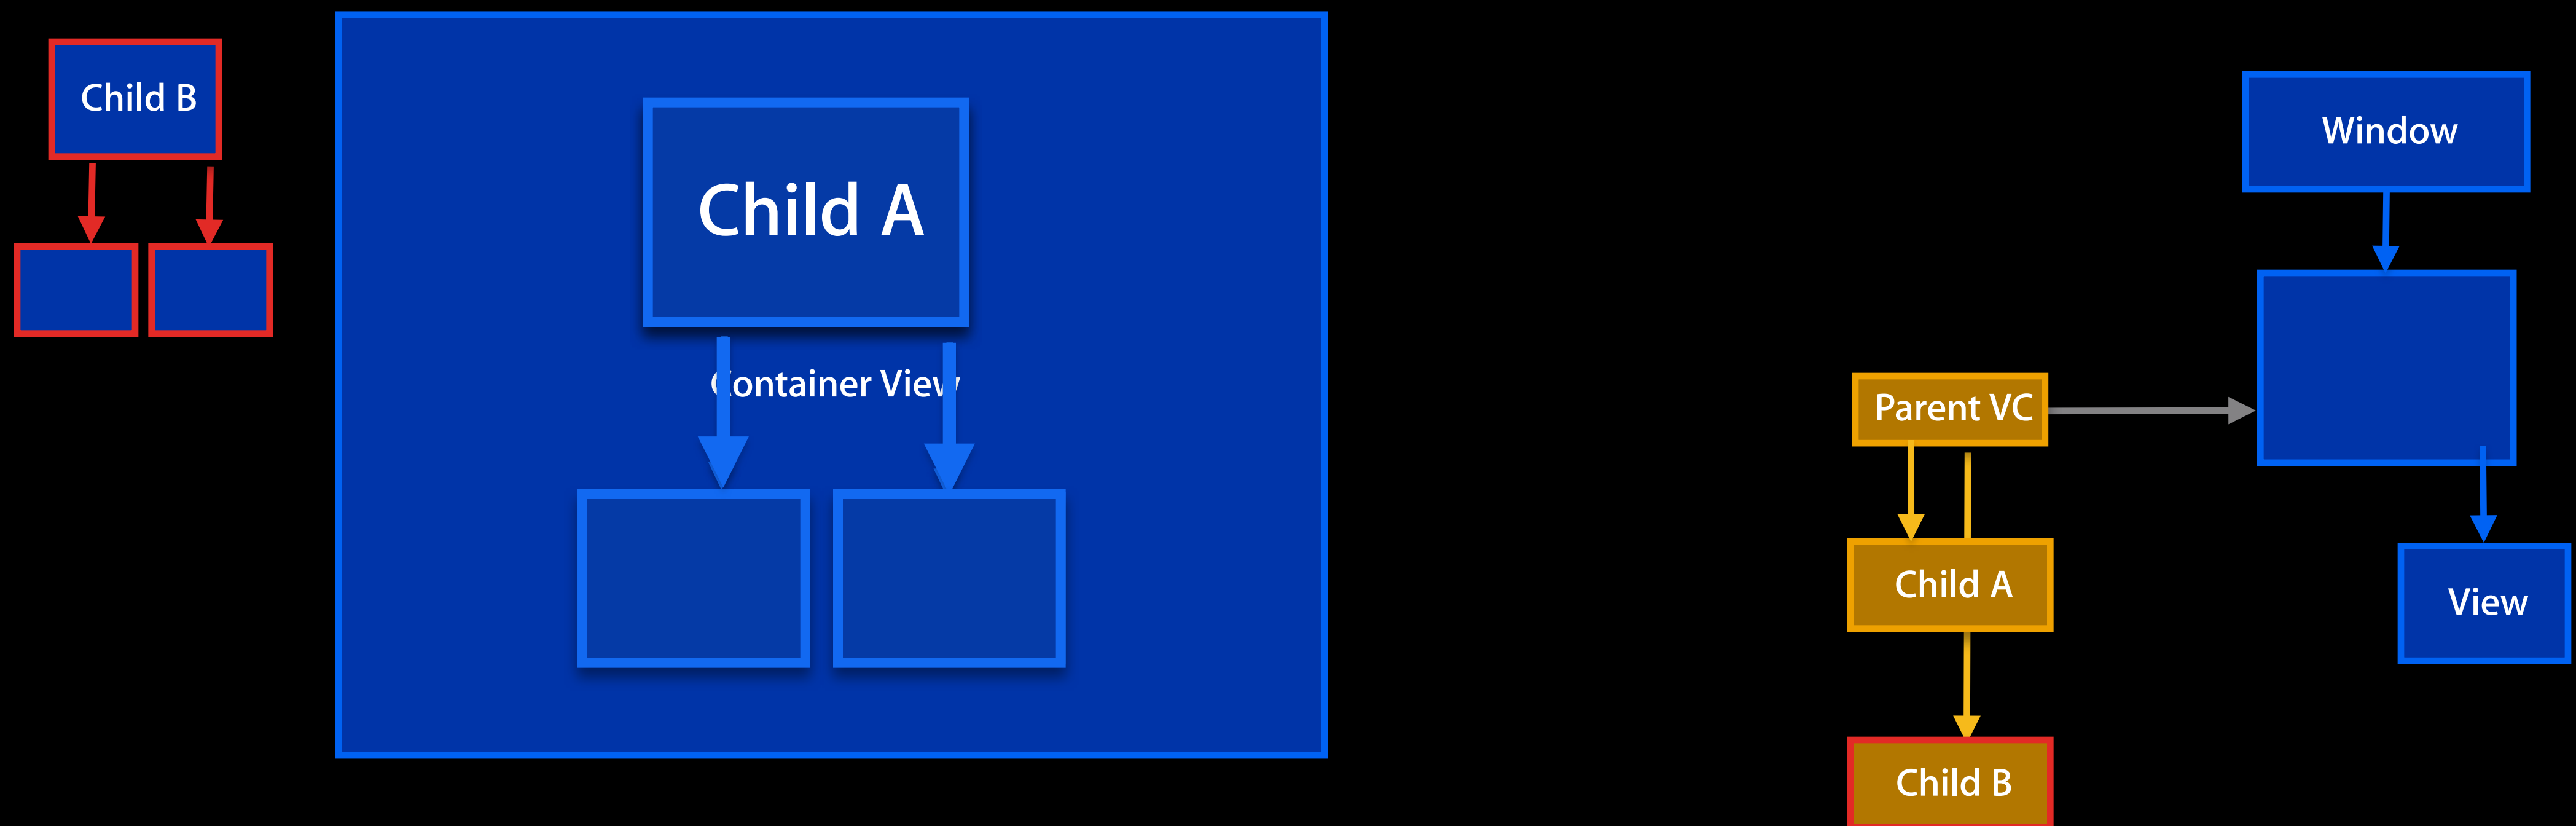 Child B
Child A
Container View
Window
Parent VC
Child A
View
Child B